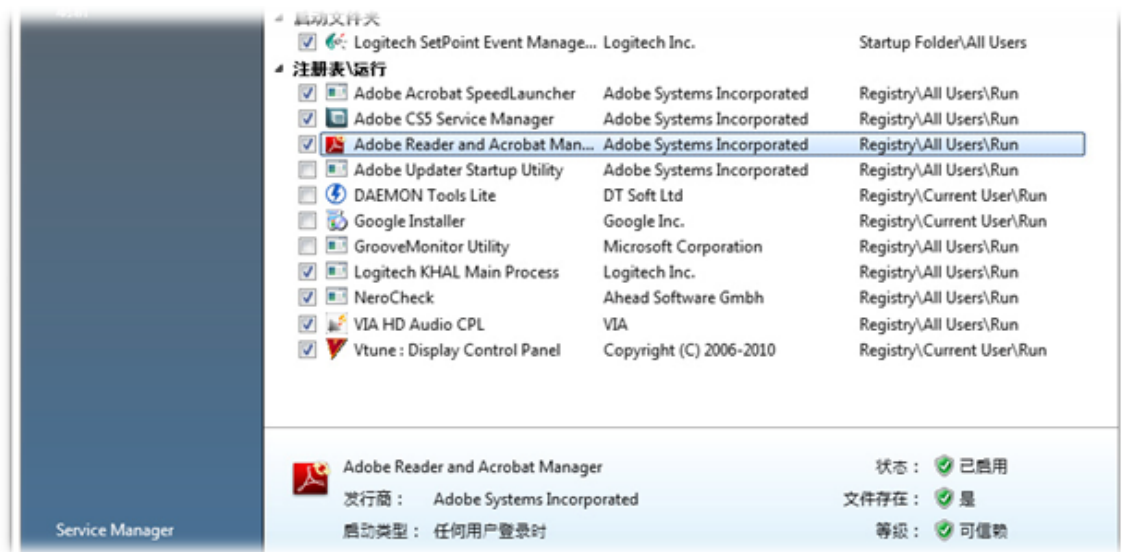 启动文件夹
Logitech SetPoint Event Manage... Logitech Inc. Startup Folder\All Users
注册表\运行
Adobe Acrobat SpeedLauncher Adobe Systems Incorporated Registry\All Users\Run
Adobe CS5 Service Manager Adobe Systems Incorporated Registry\All Users\Run
Adobe Reader and Acrobat Man... Adobe Systems Incorporated Registry\All Users\Run
Adobe Updater Startup Utility Adobe Systems Incorporated Registry\All Users\Run
DAEMON Tools Lite DT Soft Ltd Registry\Current User\Run
Google Installer Google Inc. Registry\Current User\Run
GrooveMonitor Utility Microsoft Corporation Registry\All Users\Run
Logitech KHAL Main Process Logitech Inc. Registry\All Users\Run
NeroCheck Ahead Software Gmbh Registry\All Users\Run
VIA HD Audio CPL VIA Registry\All Users\Run
Vtune : Display Control Panel Copyright (C) 2006-2010 Registry\Current User\Run
Adobe Reader and Acrobat Manager 状态： 已启用
发行商： Adobe Systems Incorporated 文件存在： 是
Service Manager 启动类型： 任何用户登录时 等级： 可信赖